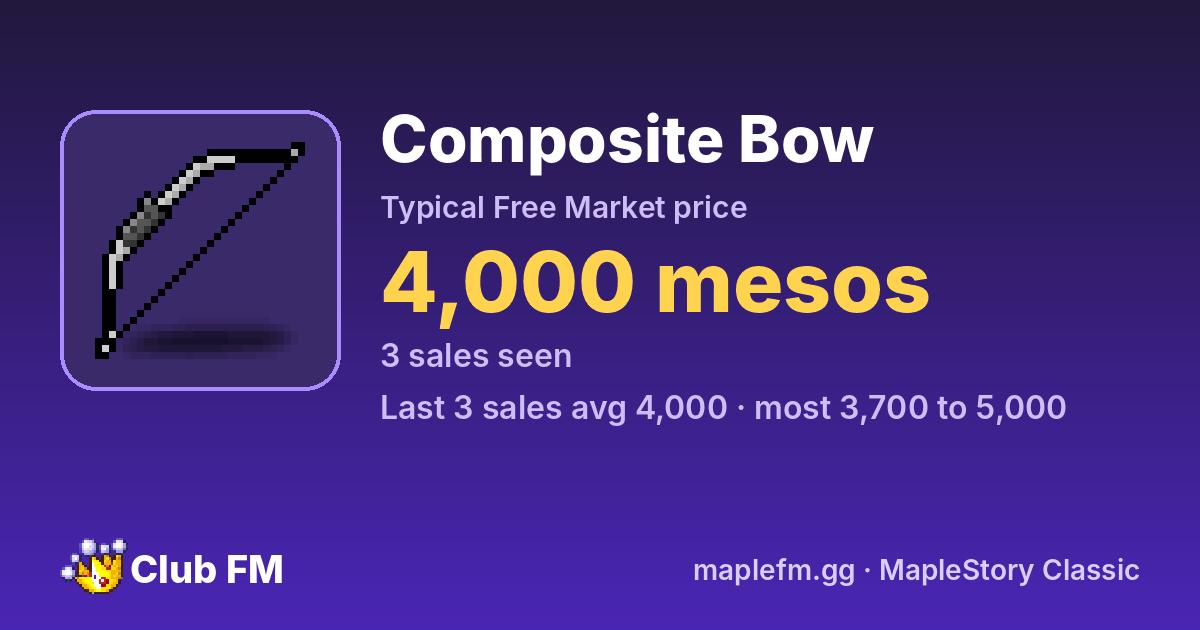 Composite Bow
Typical Free Market price
4,000 mesos
3 sales seen
Last 3 sales avg 4,000 · most 3,700 to 5,000
Club FM
maplefm.gg · MapleStory Classic